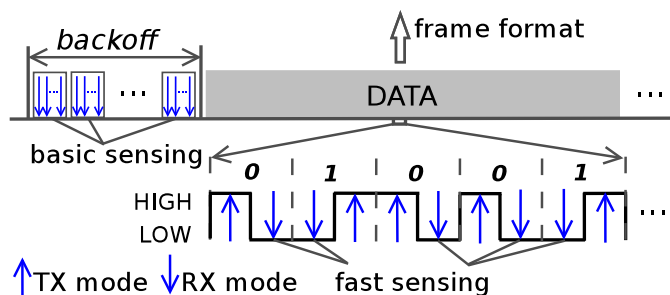 backoff
frame format
... ... ... ...
DATA ...
basic sensing
0 1 0 0 1
HIGH
LOW
...
TX mode RX mode fast sensing